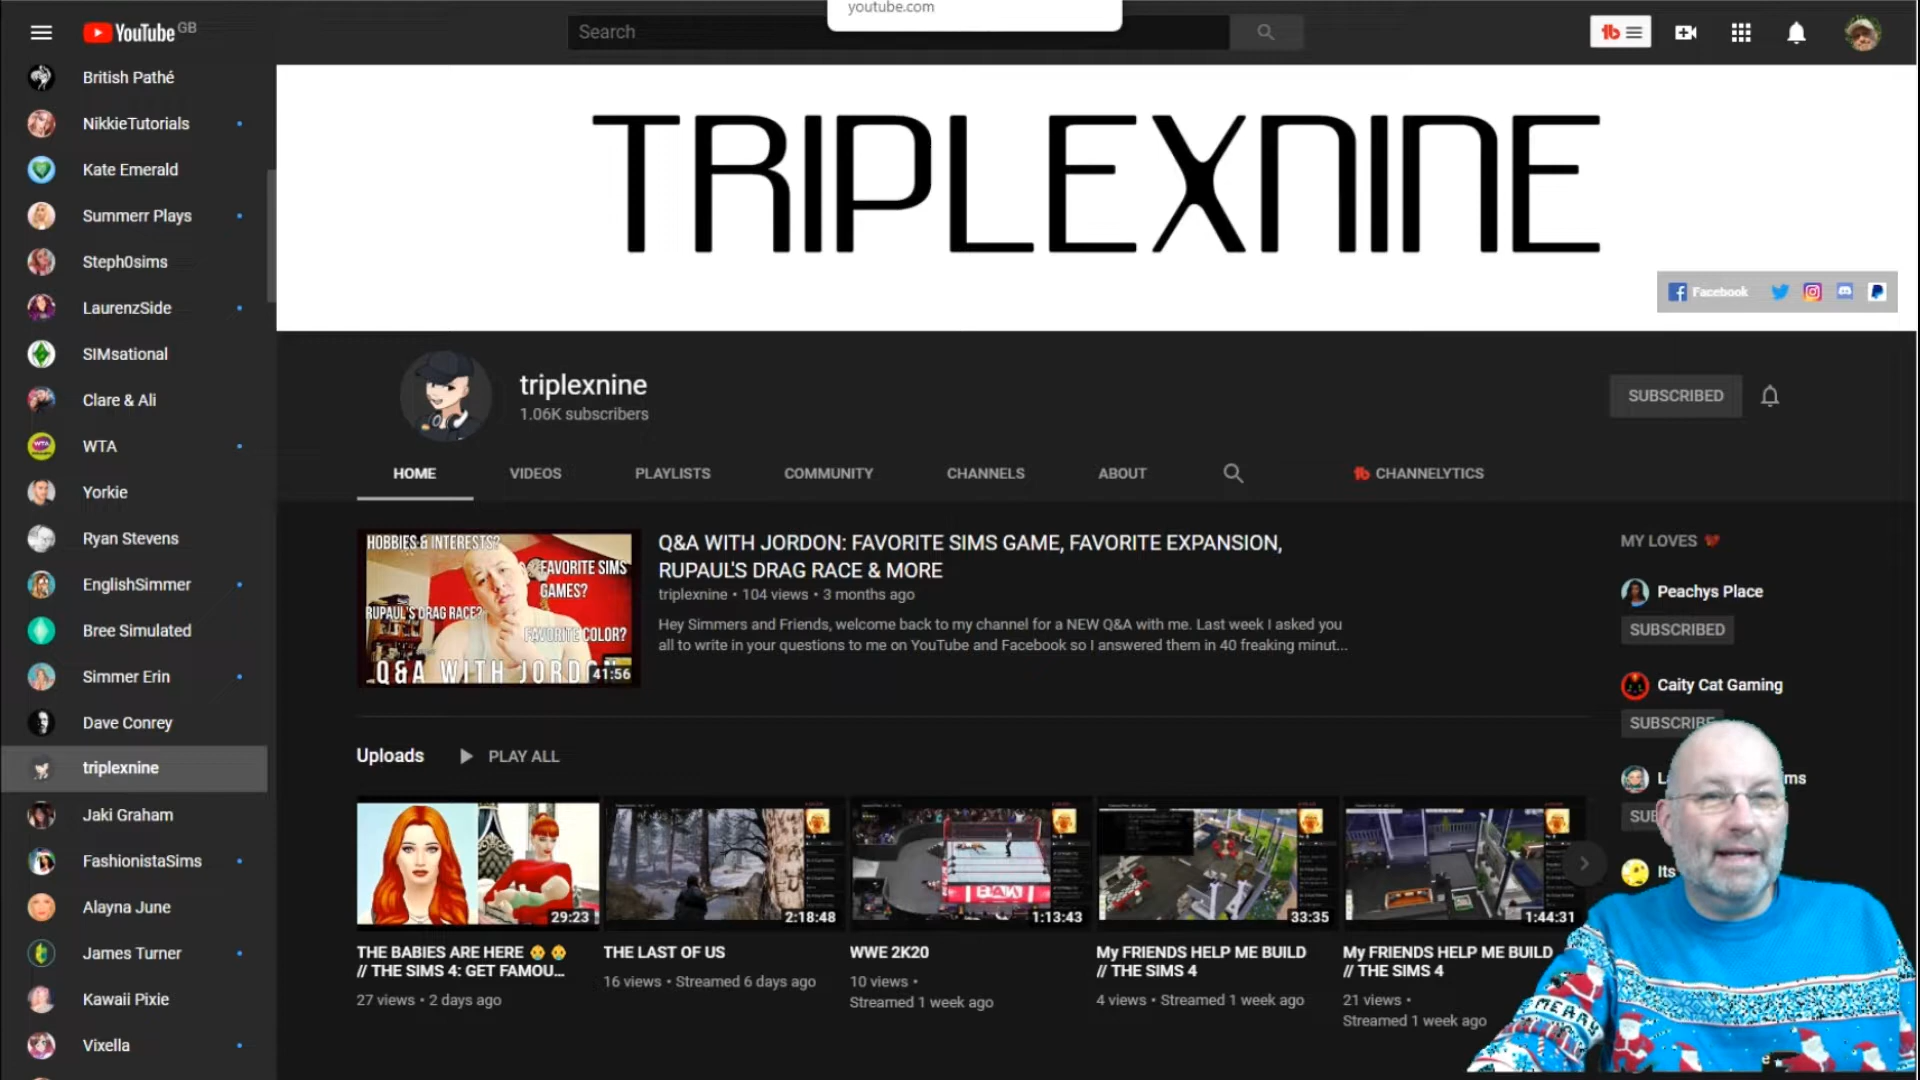 youtube.com
YouTube GB
Search
British Pathé
NikkieTutorials
Kate Emerald
Summerr Plays
Steph0sims
LaurenzSide
SIMsational
Clare & Ali
WTA
Yorkie
Ryan Stevens
EnglishSimmer
Bree Simulated
Simmer Erin
Dave Conrey
triplexnine
Jaki Graham
FashionistaSims
Alayna June
James Turner
Kawaii Pixie
Vixella
TRIPLEXNINE
Facebook
triplexnine
1.06K subscribers
SUBSCRIBED
HOME
VIDEOS
PLAYLISTS
COMMUNITY
CHANNELS
ABOUT
CHANNELYTICS
HOBBIES & INTERESTS?
FAVORITE SIMS
GAMES?
RUPAUL'S DRAG RACE?
FAVORITE COLOR?
Q&A WITH JORDON
41:56
Q&A WITH JORDON: FAVORITE SIMS GAME, FAVORITE EXPANSION,
RUPAUL'S DRAG RACE & MORE
triplexnine • 104 views • 3 months ago
Hey Simmers and Friends, welcome back to my channel for a NEW Q&A with me. Last week I asked you
all to write in your questions to me on YouTube and Facebook so I answered them in 40 freaking minut...
MY LOVES
Peachys Place
SUBSCRIBED
Caity Cat Gaming
SUBSCRIBE
ms
SUB
Its
Uploads
PLAY ALL
29:23
THE BABIES ARE HERE 👶👶
// THE SIMS 4: GET FAMOU...
27 views • 2 days ago
2:18:48
THE LAST OF US
16 views • Streamed 6 days ago
1:13:43
WWE 2K20
10 views •
Streamed 1 week ago
33:35
My FRIENDS HELP ME BUILD
// THE SIMS 4
4 views • Streamed 1 week ago
1:44:31
My FRIENDS HELP ME BUILD
// THE SIMS 4
21 views •
Streamed 1 week ago
MERRY